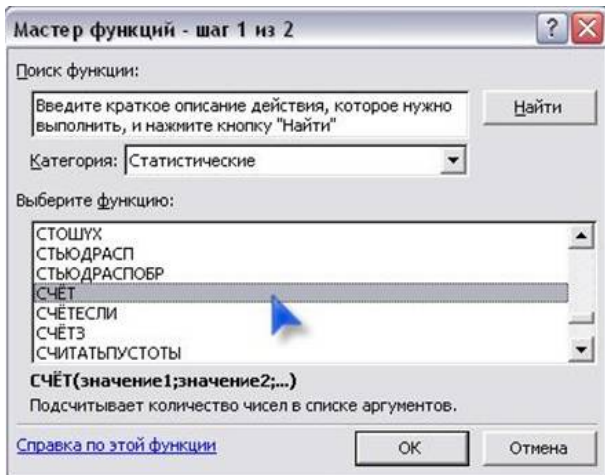 Мастер функций - шаг 1 из 2
Поиск функции:
Введите краткое описание действия, которое нужно
выполнить, и нажмите кнопку "Найти"
Найти
Категория: Статистические
Выберите функцию:
СТОШYX
СТЬЮДРАСП
СТЬЮДРАСПОБР
СЧЁТ
СЧЁТЕСЛИ
СЧЁТЗ
СЧИТАТЬПУСТОТЫ
СЧЁТ(значение1;значение2;...)
Подсчитывает количество чисел в списке аргументов.
Справка по этой функции
ОК
Отмена